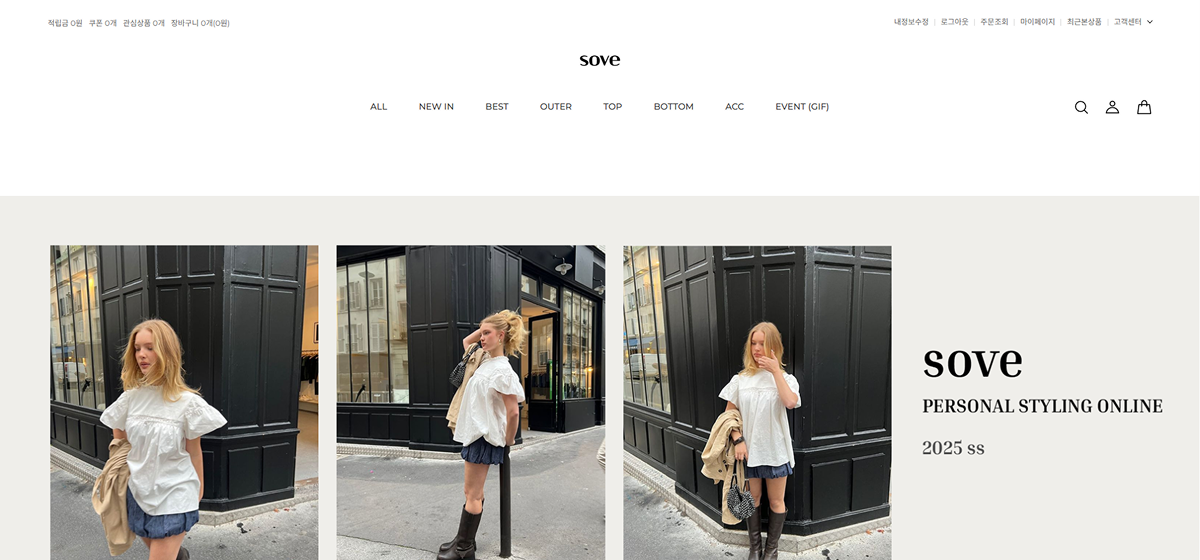 적립금 0원 쿠폰 0개 관심상품 0개 장바구니 0개(0원)
내정보수정 | 로그아웃 | 주문조회 | 마이페이지 | 최근본상품 | 고객센터
sove
ALL NEW IN BEST OUTER TOP BOTTOM ACC EVENT (GIF)
sove
PERSONAL STYLING ONLINE
2025 ss